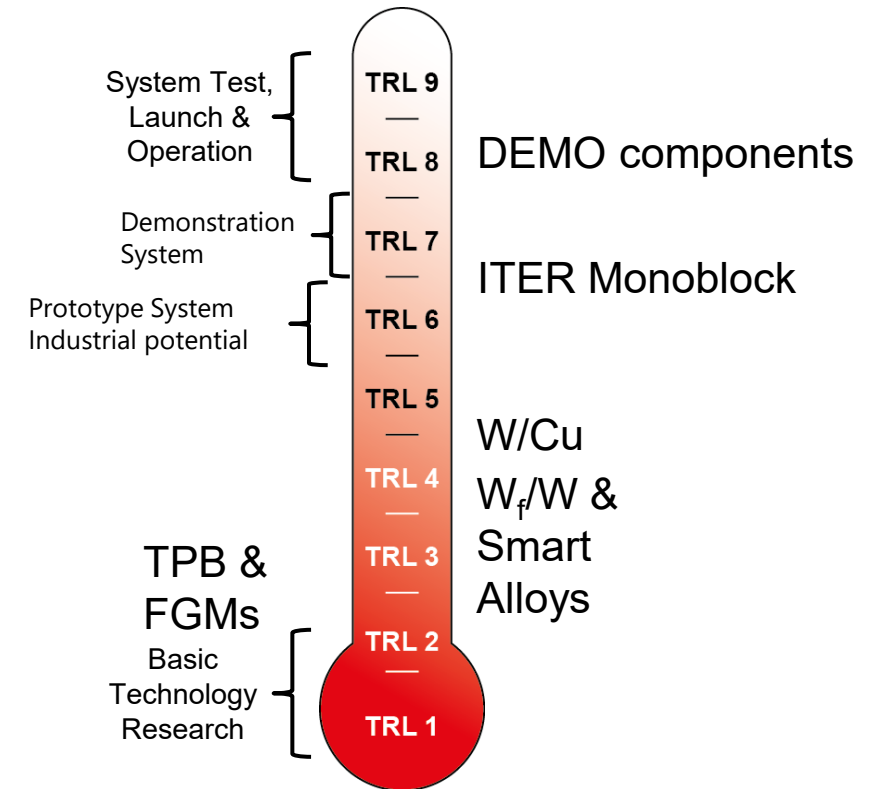 System Test,
Launch &
Operation
Demonstration
System
Prototype System
Industrial potential
TPB &
FGMs
Basic
Technology
Research
TRL 9
TRL 8
TRL 7
TRL 6
TRL 5
TRL 4
TRL 3
TRL 2
TRL 1
DEMO components
ITER Monoblock
W/Cu
Wf/W &
Smart
Alloys